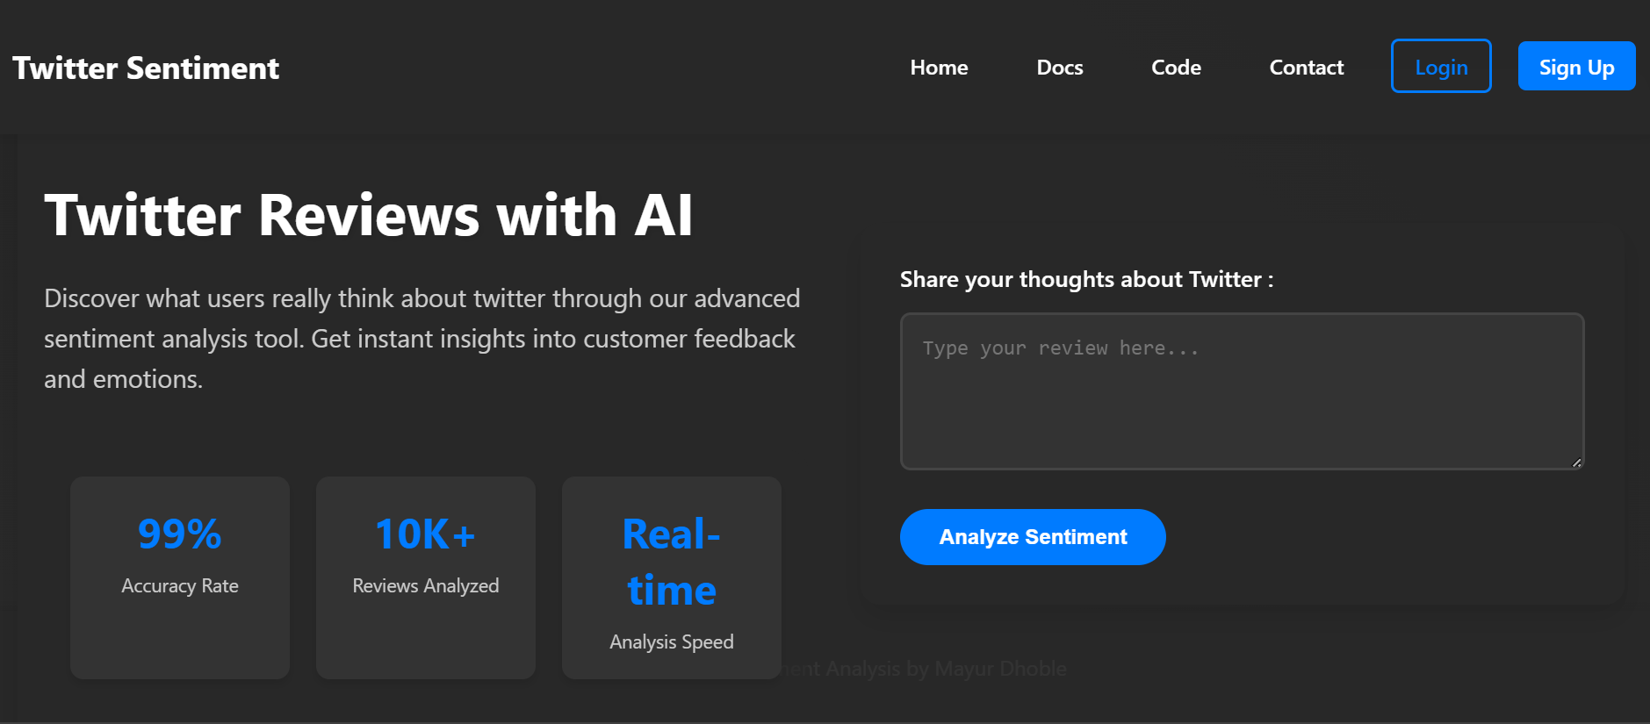 Twitter Sentiment
Home
Docs
Code
Contact
Login
Sign Up
Twitter Reviews with AI
Discover what users really think about twitter through our advanced
sentiment analysis tool. Get instant insights into customer feedback
and emotions.
99%
Accuracy Rate
10K+
Reviews Analyzed
Real-
time
Analysis Speed
Share your thoughts about Twitter :
Type your review here...
Analyze Sentiment
Analysis by Mayur Dhoble